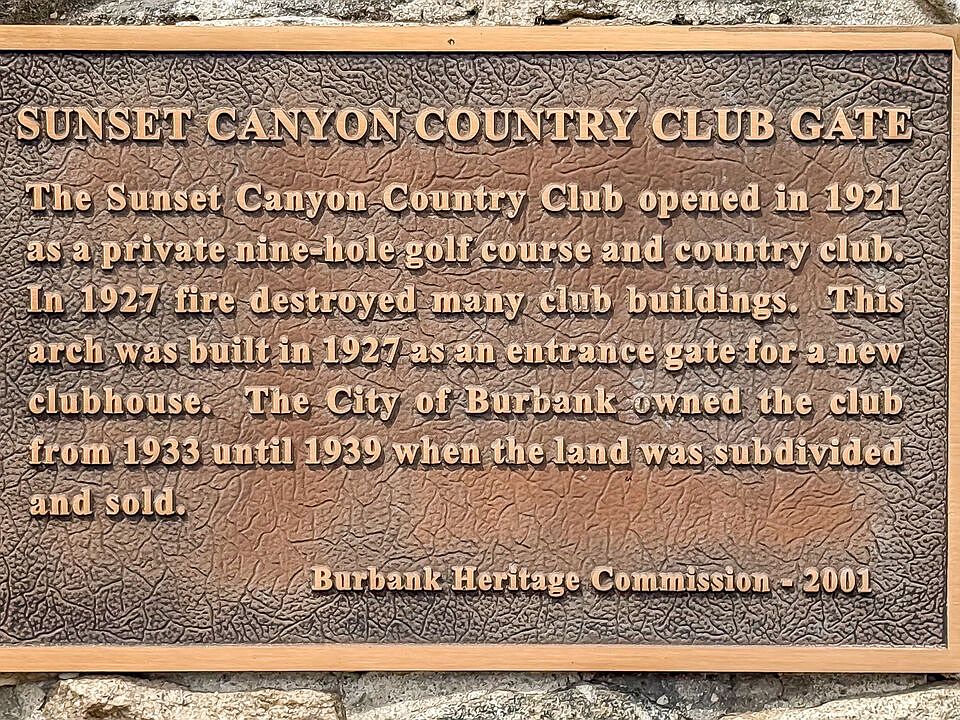 SUNSET CANYON COUNTRY CLUB GATE
The Sunset Canyon Country Club opened in 1921
as a private nine-hole golf course and country club.
In 1927 fire destroyed many club buildings. This
arch was built in 1927 as an entrance gate for a new
clubhouse. The City of Burbank owned the club
from 1933 until 1939 when the land was subdivided
and sold.
Burbank Heritage Commission - 2001